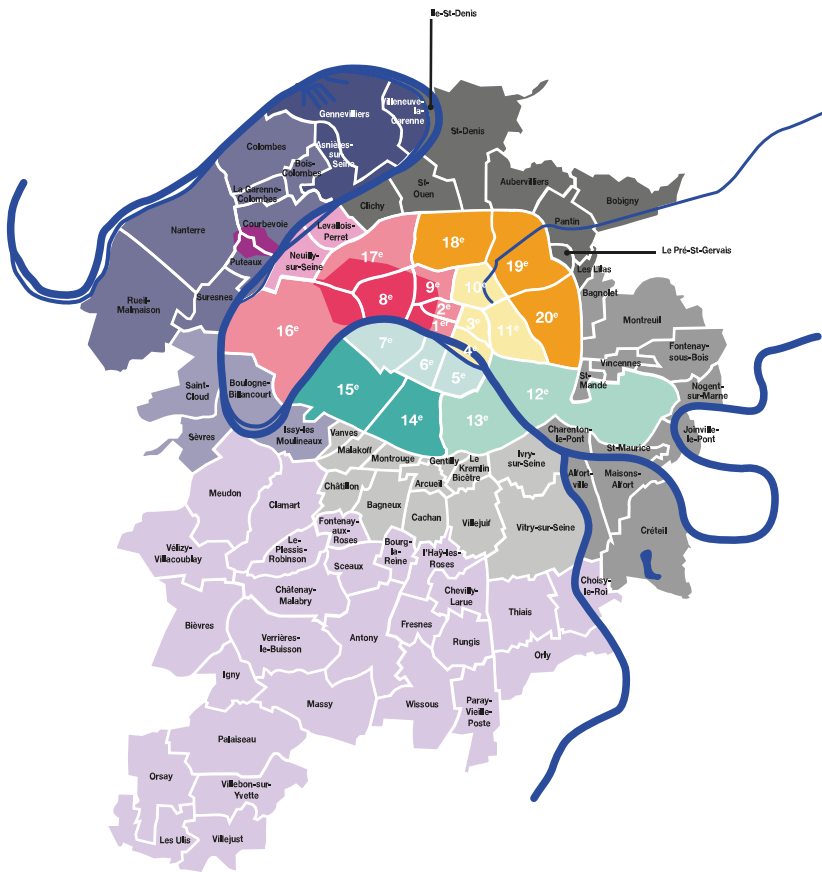 Ile-St-Denis
Gennevilliers
Villeneuve-
la-
Garenne
St-Denis
Colombes
Asnières-
sur-
Seine
Bois-
Colombes
La Garenne-
Colombes
St-
Ouen
Aubervilliers
Bobigny
Clichy
Pantin
Courbevoie
Levallois-
Perret
Nanterre
Puteaux
Neuilly-
sur-Seine
17e
18e
19e
Le Pré-St-Gervais
Les Lilas
Rueil-
Malmaison
Suresnes
Bagnolet
8e
9e
10e
2e
1er
3e
11e
20e
Montreuil
16e
4e
7e
6e
5e
Fontenay-
sous-Bois
Vincennes
St-
Mandé
Saint-
Cloud
Boulogne-
Billancourt
15e
14e
13e
12e
Nogent-
sur-Marne
Sèvres
Issy-les
Moulineaux
Vanves
Malakoff
Montrouge
Gentilly
Le
Kremlin
Bicêtre
Ivry-
sur-Seine
Charenton-
le-Pont
St-Maurice
Joinville-
le-Pont
Châtillon
Arcueil
Alfort-
ville
Maisons-
Alfort
Meudon
Clamart
Bagneux
Cachan
Villejuif
Vitry-sur-Seine
Créteil
Fontenay-
aux-
Roses
Vélizy-
Villacoublay
Le-
Plessis-
Robinson
Sceaux
Bourg-
la-
Reine
l'Haÿ-les-
Roses
Châtenay-
Malabry
Chevilly-
Larue
Thiais
Choisy-
le-Roi
Bièvres
Verrières-
le-Buisson
Antony
Fresnes
Rungis
Orly
Igny
Massy
Wissous
Paray-
Vieille-
Poste
Palaiseau
Orsay
Villebon-sur-
Yvette
Les Ulis
Villejust